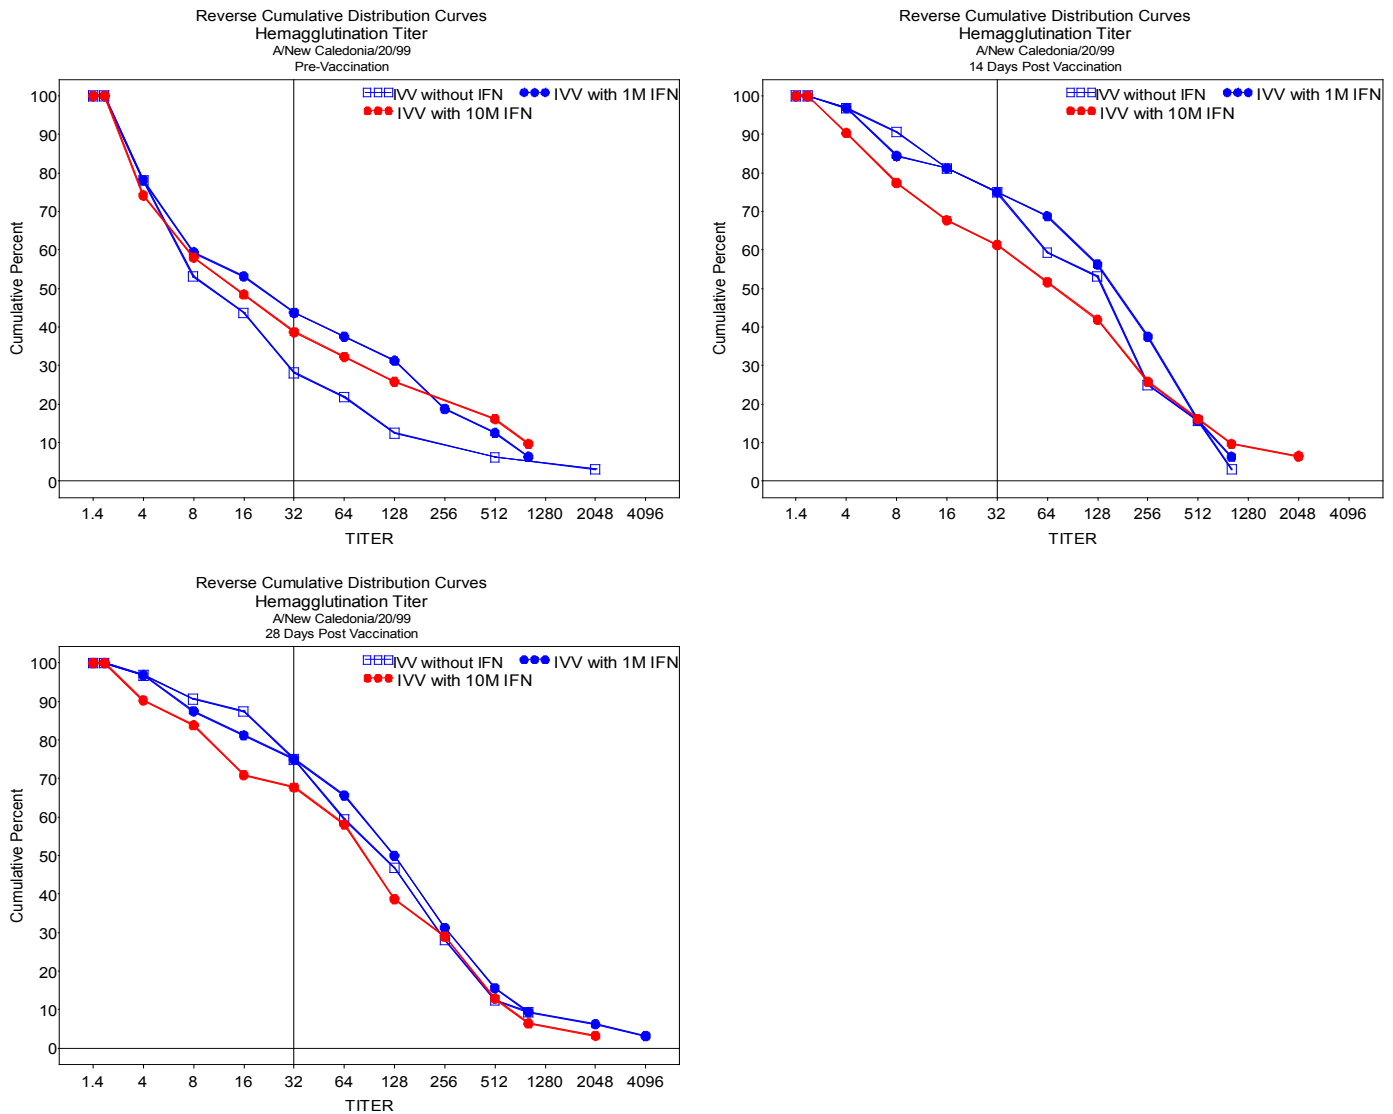 Reverse Cumulative Distribution Curves
Hemagglutination Titer
A/New Caledonia/20/99
Pre-Vaccination
IVV without IFN IVV with 1M IFN
IVV with 10M IFN
Cumulative Percent
100
90
80
70
60
50
40
30
20
10
0
1.4 4 8 16 32 64 128 256 512 1280 2048 4096
TITER
Reverse Cumulative Distribution Curves
Hemagglutination Titer
A/New Caledonia/20/99
14 Days Post Vaccination
IVV without IFN IVV with 1M IFN
IVV with 10M IFN
Cumulative Percent
100
90
80
70
60
50
40
30
20
10
0
1.4 4 8 16 32 64 128 256 512 1280 2048 4096
TITER
Reverse Cumulative Distribution Curves
Hemagglutination Titer
A/New Caledonia/20/99
28 Days Post Vaccination
IVV without IFN IVV with 1M IFN
IVV with 10M IFN
Cumulative Percent
100
90
80
70
60
50
40
30
20
10
0
1.4 4 8 16 32 64 128 256 512 1280 2048 4096
TITER